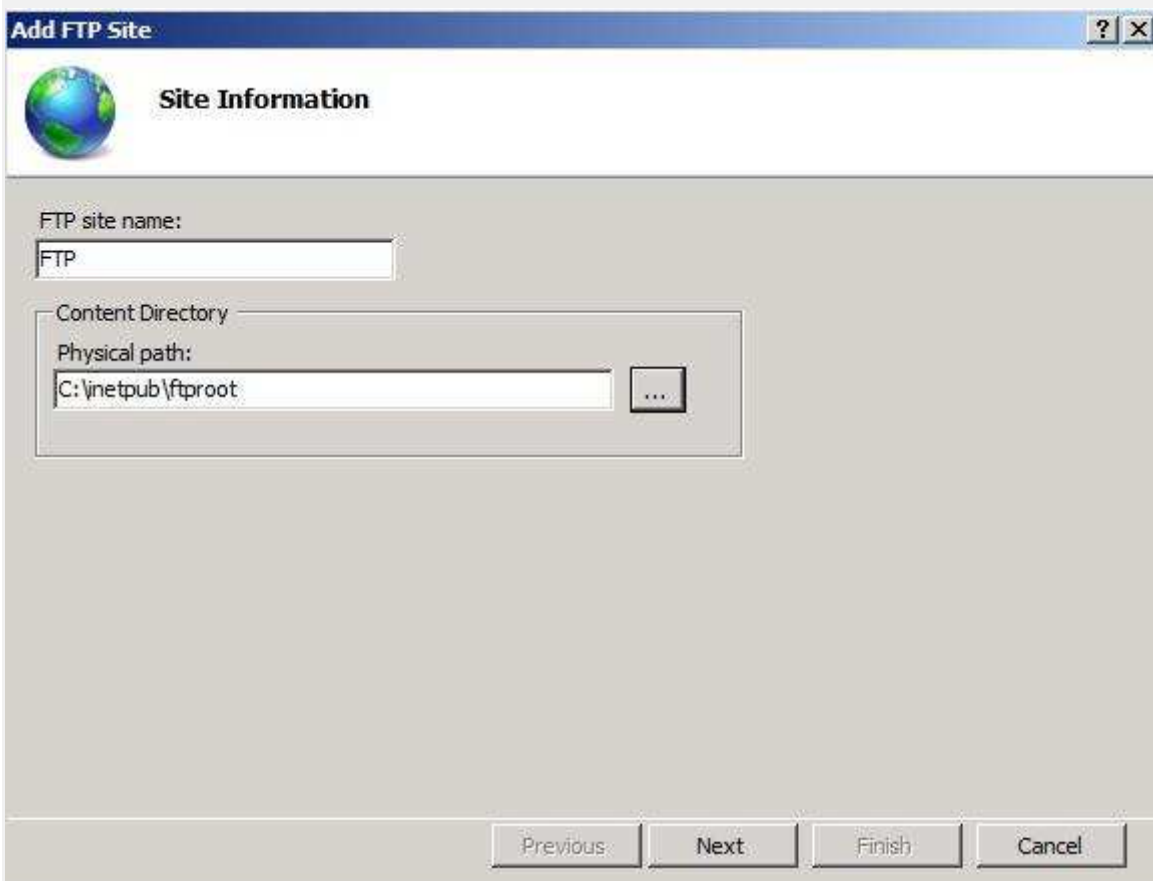 Add FTP Site
? X
Site Information
FTP site name:
FTP
Content Directory
Physical path:
C:\inetpub\ftproot
...
Previous Next Finish Cancel